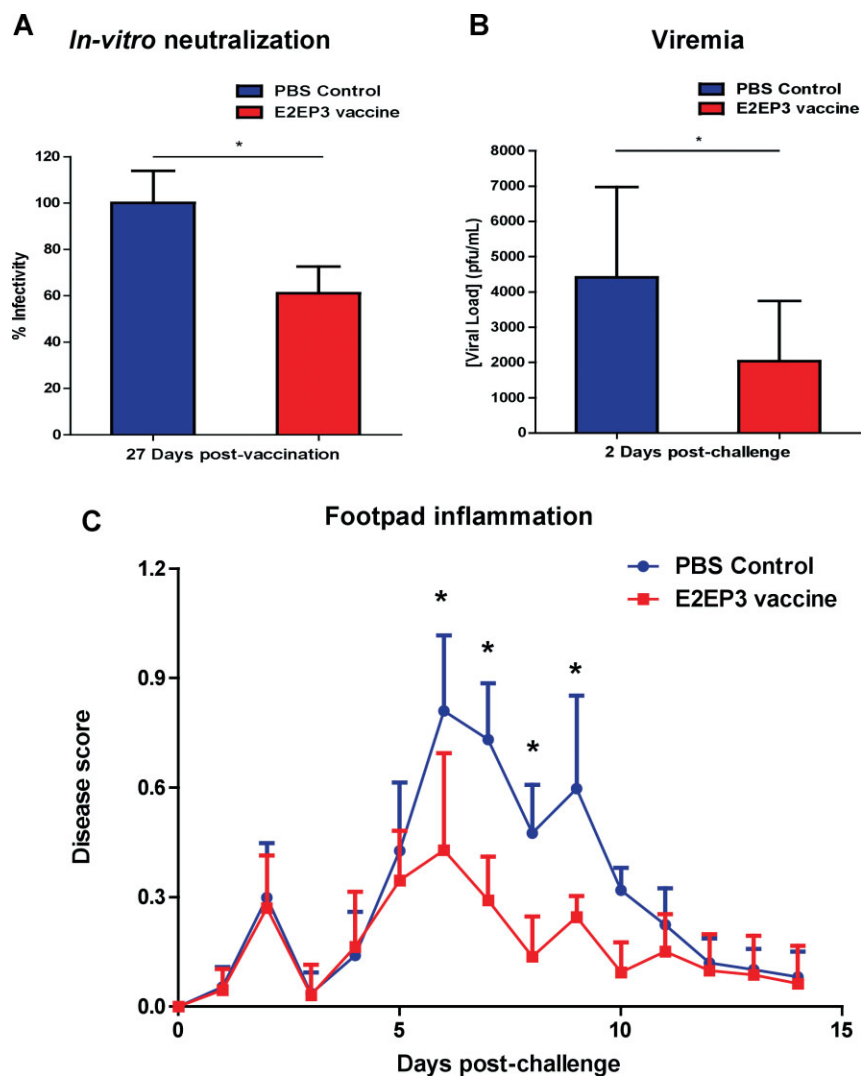 A
In-vitro neutralization
PBS Control
E2EP3 vaccine
*
120
100
80
60
40
20
0
% Infectivity
27 Days post-vaccination
B
Viremia
PBS Control
E2EP3 vaccine
*
8000
7000
6000
5000
4000
3000
2000
1000
0
[Viral Load] (pfu/mL)
2 Days post-challenge
C
Footpad inflammation
PBS Control
E2EP3 vaccine
* * * *
1.2
0.9
0.6
0.3
0.0
Disease score
0 5 10 15
Days post-challenge